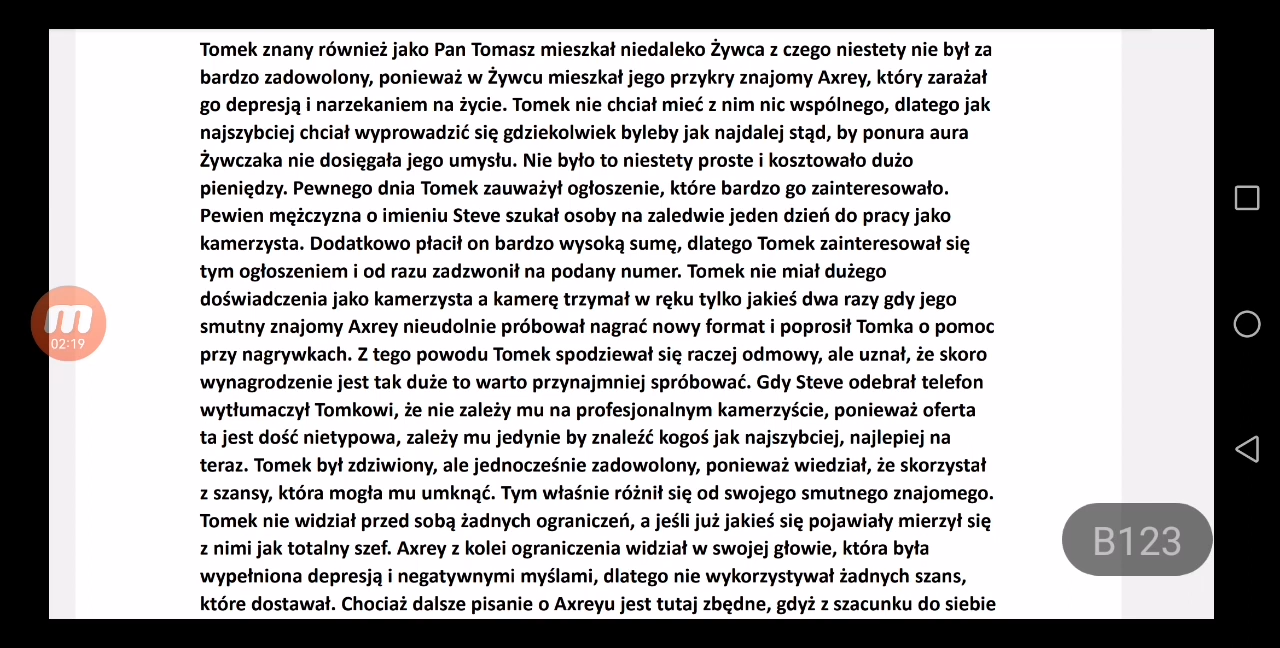 Tomek znany również jako Pan Tomasz mieszkał niedaleko Żywca z czego niestety nie był za
bardzo zadowolony, ponieważ w Żywcu mieszkał jego przykry znajomy Axrey, który zarażał
go depresją i narzekaniem na życie. Tomek nie chciał mieć z nim nic wspólnego, dlatego jak
najszybciej chciał wyprowadzić się gdziekolwiek byleby jak najdalej stąd, by ponura aura
Żywczaka nie dosięgała jego umysłu. Nie było to niestety proste i kosztowało dużo
pieniędzy. Pewnego dnia Tomek zauważył ogłoszenie, które bardzo go zainteresowało.
Pewien mężczyzna o imieniu Steve szukał osoby na zaledwie jeden dzień do pracy jako
kamerzysta. Dodatkowo płacił on bardzo wysoką sumę, dlatego Tomek zainteresował się
tym ogłoszeniem i od razu zadzwonił na podany numer. Tomek nie miał dużego
doświadczenia jako kamerzysta a kamerę trzymał w ręku tylko jakieś dwa razy gdy jego
smutny znajomy Axrey nieudolnie próbował nagrać nowy format i poprosił Tomka o pomoc
przy nagrywkach. Z tego powodu Tomek spodziewał się raczej odmowy, ale uznał, że skoro
wynagrodzenie jest tak duże to warto przynajmniej spróbować. Gdy Steve odebrał telefon
wytłumaczył Tomkowi, że nie zależy mu na profesjonalnym kamerzyście, ponieważ oferta
ta jest dość nietypowa, zależy mu jedynie by znaleźć kogoś jak najszybciej, najlepiej na
teraz. Tomek był zdziwiony, ale jednocześnie zadowolony, ponieważ wiedział, że skorzystał
z szansy, która mogła mu umknąć. Tym właśnie różnił się od swojego smutnego znajomego.
Tomek nie widział przed sobą żadnych ograniczeń, a jeśli już jakieś się pojawiały mierzył się
z nimi jak totalny szef. Axrey z kolei ograniczenia widział w swojej głowie, która była
wypełniona depresją i negatywnymi myślami, dlatego nie wykorzystywał żadnych szans,
które dostawał. Chociaż dalsze pisanie o Axreyu jest tutaj zbędne, gdyż z szacunku do siebie
02:19
B123